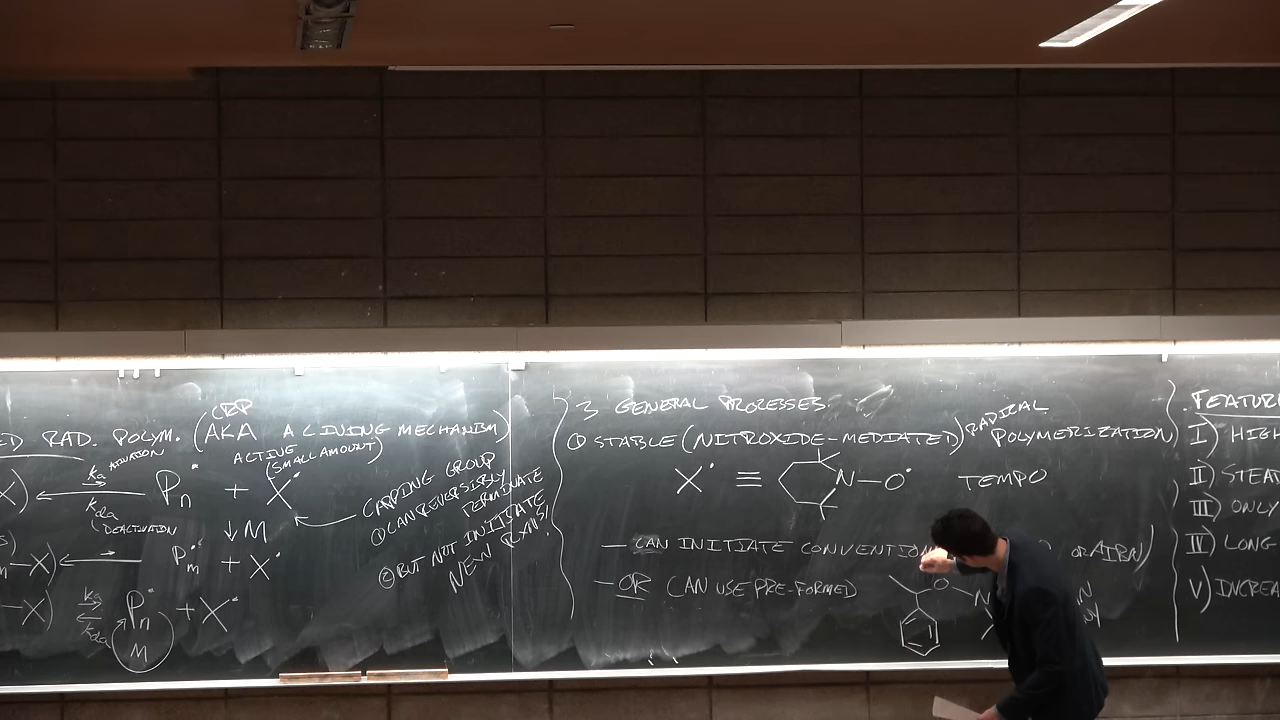 CRP
ED RAD. POLYM. (AKA A LIVING MECHANISM)
ACTIVE
(SMALL AMOUNT)
X) ka ATIVATION Pn• + X•
kda
DEACTIVATION
↓ M
-X) Pm• + X•
-X) ka Pn• + X•
kda
M
CAPPING GROUP
① CAN REVERSIBLY
TERMINATE
② BUT NOT INITIATE
NEW RXNS!
3 GENERAL PROCESSES.
① STABLE (NITROXIDE-MEDIATED) RADICAL
POLYMERIZATION
X• ≡ N—O• TEMPO
— CAN INITIATE CONVENTION OR AIBN)
— OR (CAN USE PRE-FORMED)
O N
FEATURE
I) HIGH
II) STEA
III) ONLY
IV) LONG
V) INCREA